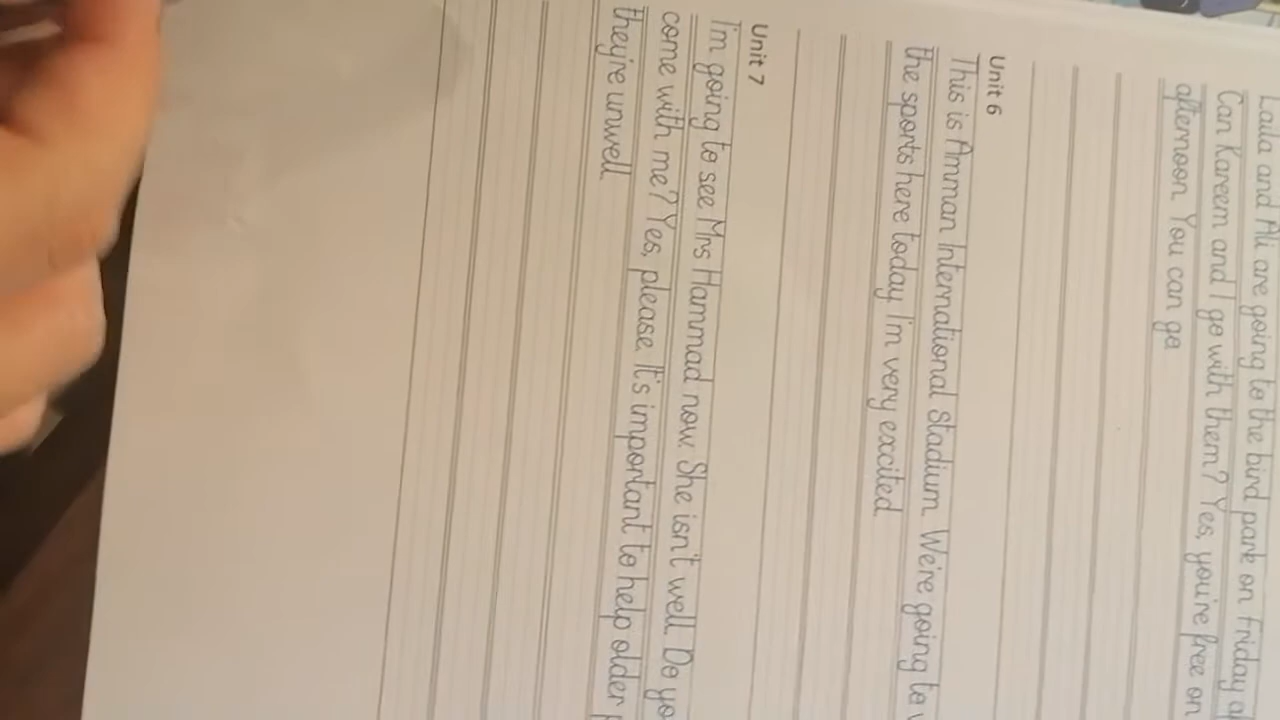 Laila and Ali are going to the bird park on Friday
Can Kareem and I go with them? Yes, you're free on
afternoon. You can go
Unit 6
This is Amman International Stadium. We're going to
the sports here today. I'm very excited.
Unit 7
I'm going to see Mrs Hammad now. She isn't well. Do
come with me? Yes, please. It's important to help older
they're unwell.